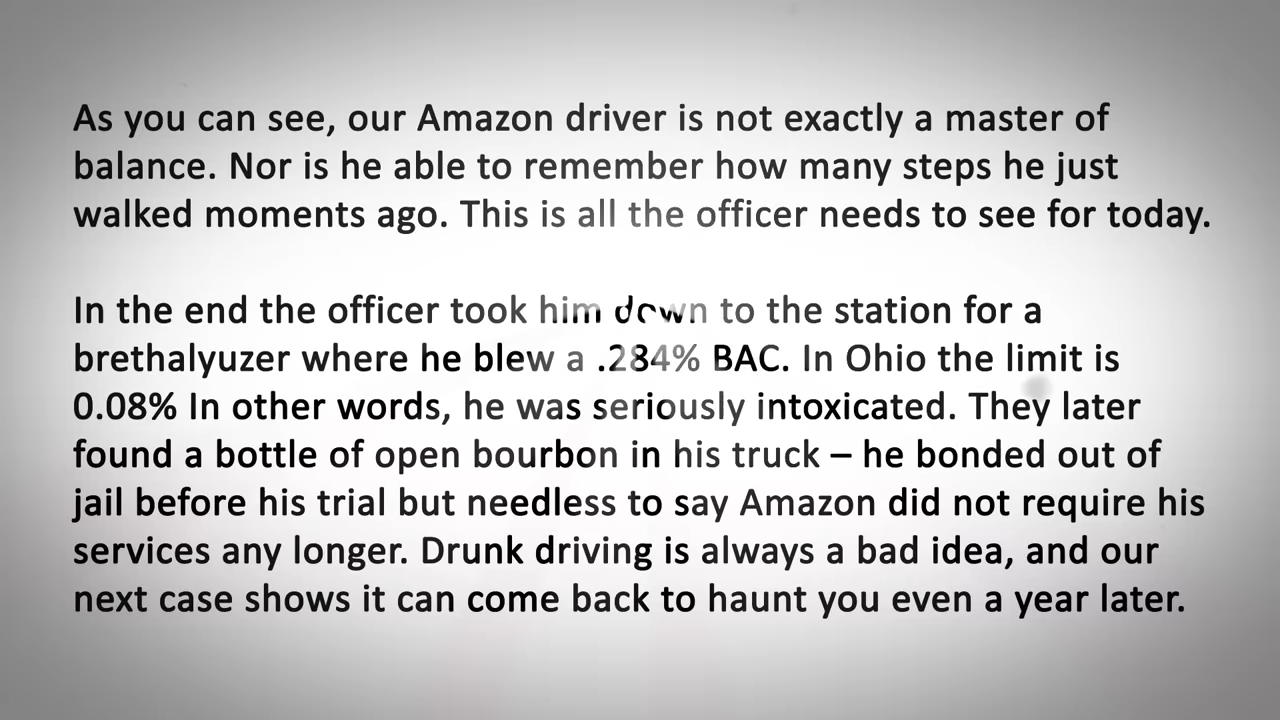 As you can see, our Amazon driver is not exactly a master of
balance. Nor is he able to remember how many steps he just
walked moments ago. This is all the officer needs to see for today.
In the end the officer took him down to the station for a
brethalyuzer where he blew a .284% BAC. In Ohio the limit is
0.08% In other words, he was seriously intoxicated. They later
found a bottle of open bourbon in his truck – he bonded out of
jail before his trial but needless to say Amazon did not require his
services any longer. Drunk driving is always a bad idea, and our
next case shows it can come back to haunt you even a year later.